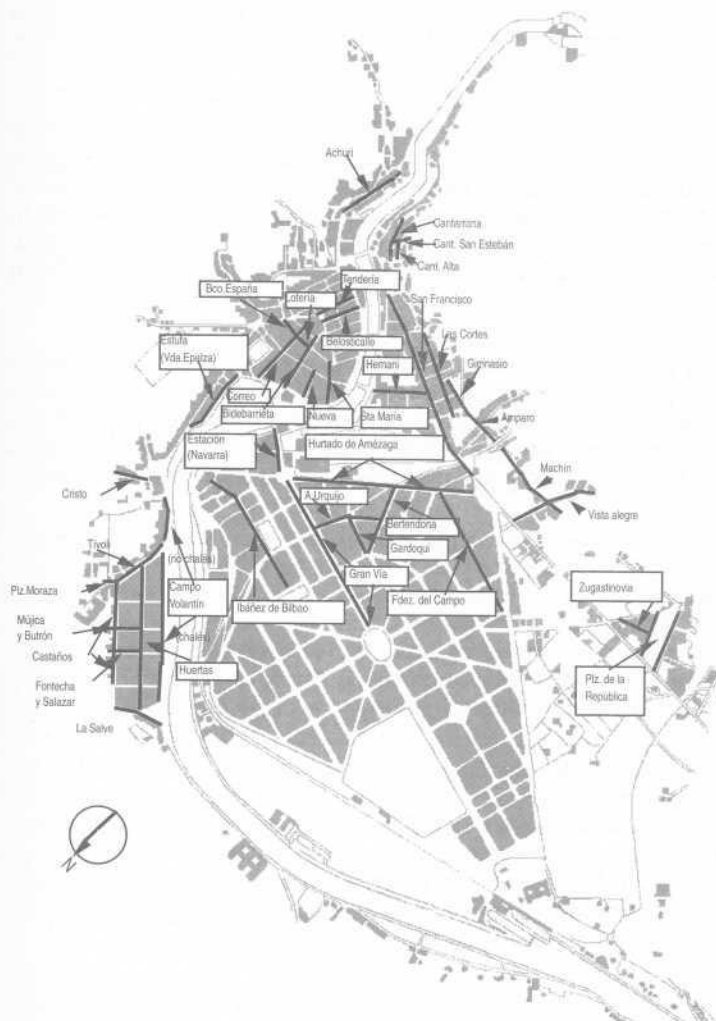 Achuri
Cantarrana
Cant. San Esteban
Cant. Alta
Bco.España
Tendería
Lotería
San Francisco
Las Cortes
Estufa
(Vda.Epalza)
Belosticalle
Hernani
Gimnasio
Correo
Bidebarrieta
Nueva
Sta María
Amparo
Estación
(Navarra)
Hurtado de Amézaga
Machín
Cristo
A.Urquijo
Bertendona
Vista alegre
Tívoli
(no chales)
Gardoqui
Plz.Moraza
Campo
Volantín
Gran Vía
Zugastinovia
Ibáñez de Bilbao
Fdez. del Campo
Mújica
y Butrón
(chalés)
Castaños
Huertas
Plz. de la
República
Fontecha
y Salazar
La Salve
N